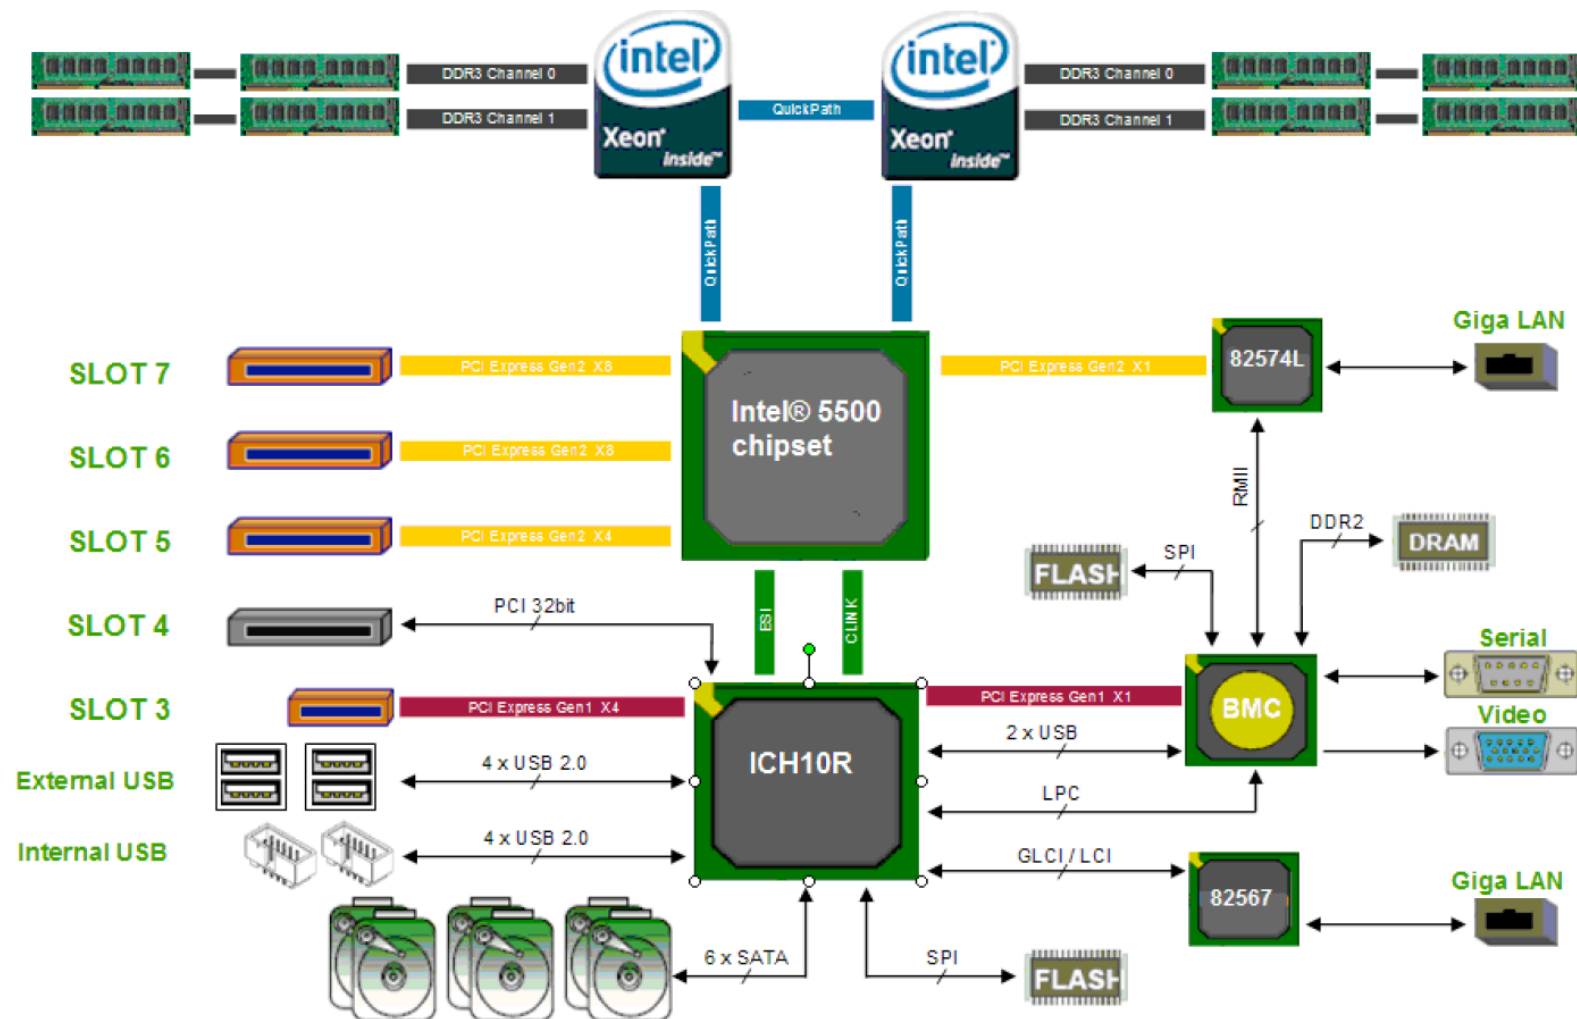 intel
Xeon
inside™
intel
Xeon
inside™
DDR3 Channel 0
DDR3 Channel 1
QuickPath
DDR3 Channel 0
DDR3 Channel 1
QuickPath
QuickPath
SLOT 7
PCI Express Gen2 X8
Intel® 5500
chipset
PCI Express Gen2 X1
82574L
Giga LAN
SLOT 6
PCI Express Gen2 X8
SLOT 5
PCI Express Gen2 X4
RMII
DDR2
DRAM
SPI
FLASH
SLOT 4
PCI 32bit
ESI
CLINK
Serial
SLOT 3
PCI Express Gen1 X4
PCI Express Gen1 X1
BMC
Video
ICH10R
2 x USB
External USB
4 x USB 2.0
LPC
Internal USB
4 x USB 2.0
GLCI / LCI
82567
Giga LAN
6 x SATA
SPI
FLASH